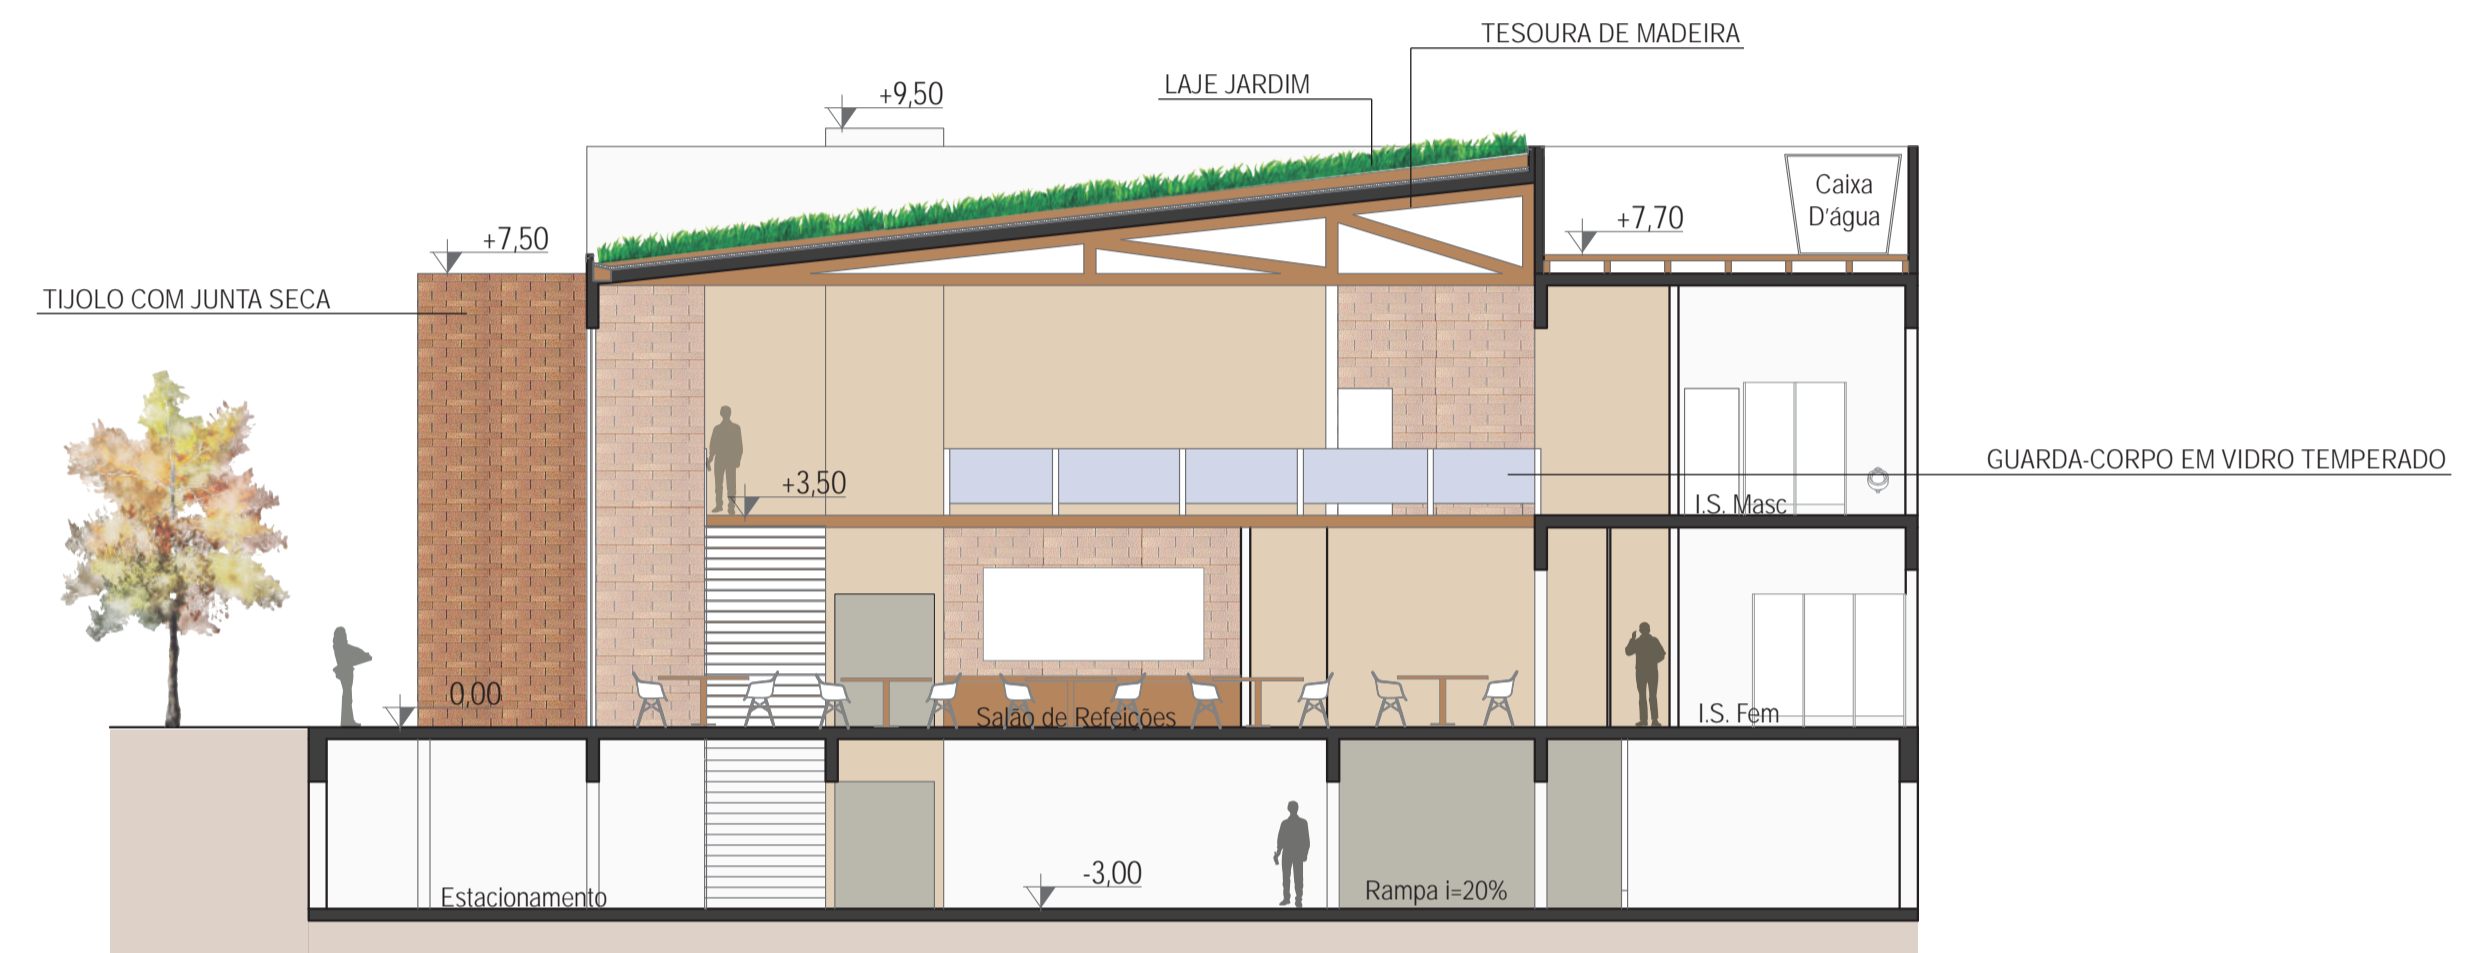 TESOURA DE MADEIRA
LAJE JARDIM
+9,50
Caixa
D'água
+7,70
+7,50
TIJOLO COM JUNTA SECA
GUARDA-CORPO EM VIDRO TEMPERADO
+3,50
I.S. Masc
0,00
Salão de Refeições
I.S. Fem
-3,00
Rampa i=20%
Estacionamento